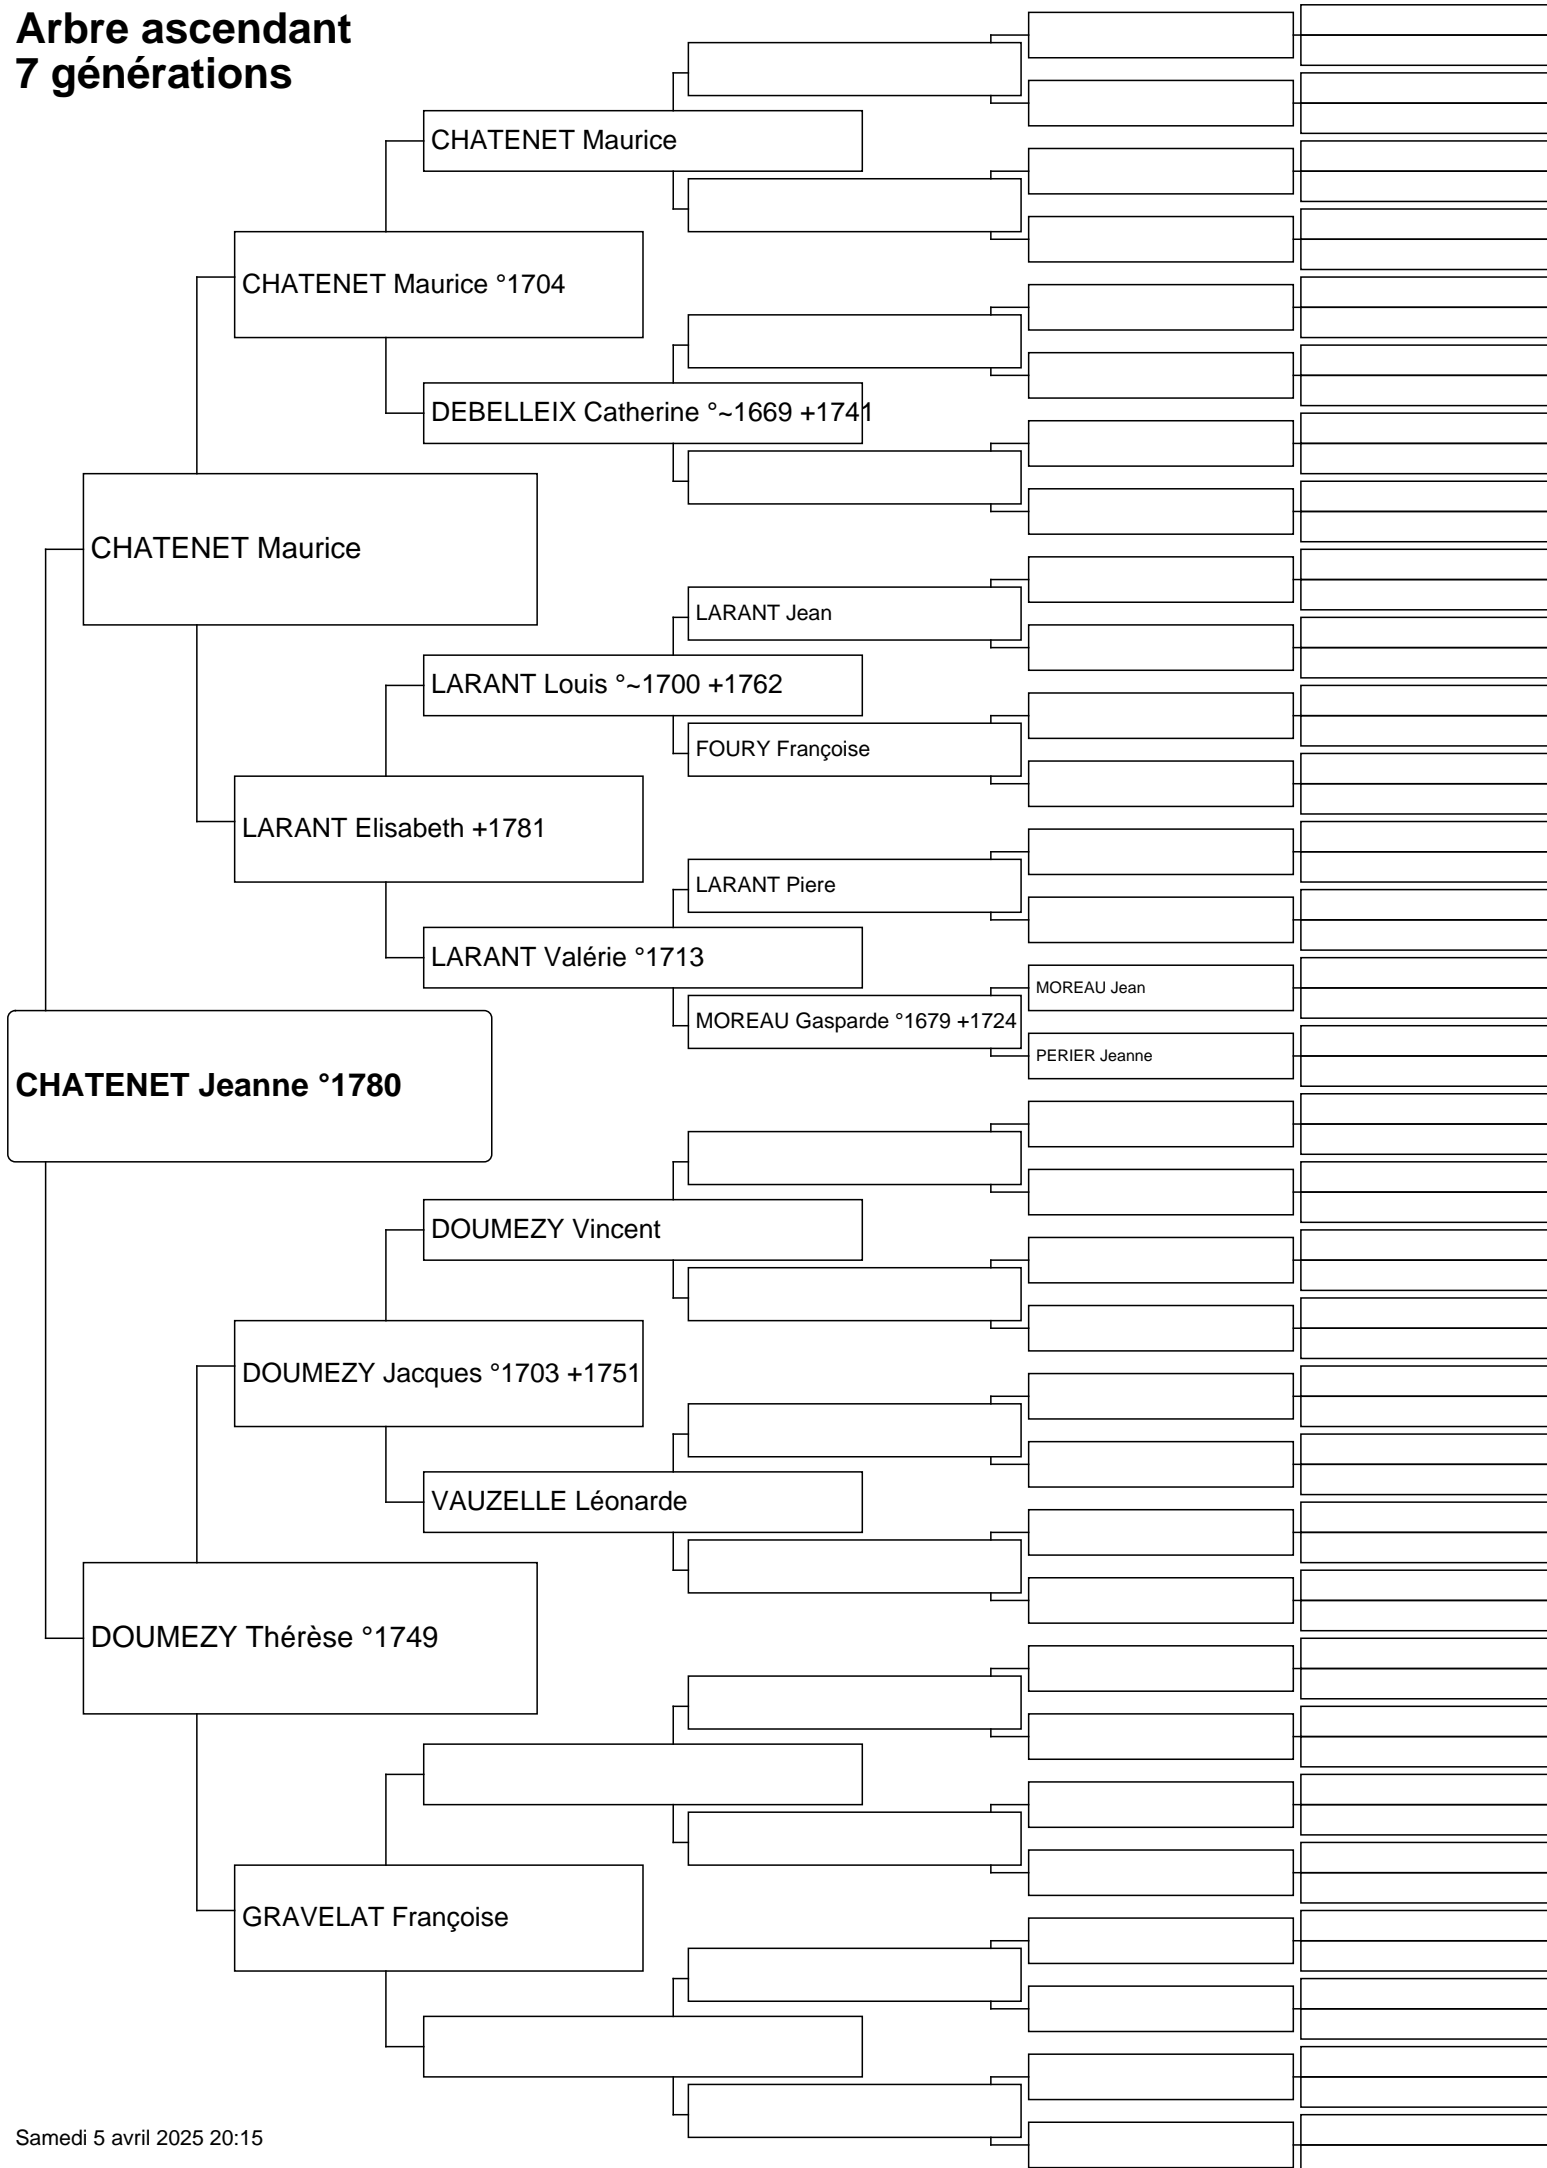 Arbre ascendant
7 générations
CHATENET Maurice
CHATENET Maurice °1704
DEBELLEIX Catherine °~1669 +1741
CHATENET Maurice
LARANT Jean
LARANT Louis °~1700 +1762
FOURY Françoise
LARANT Elisabeth +1781
LARANT Piere
LARANT Valérie °1713
MOREAU Jean
MOREAU Gasparde °1679 +1724
PERIER Jeanne
CHATENET Jeanne °1780
DOUMEZY Vincent
DOUMEZY Jacques °1703 +1751
VAUZELLE Léonarde
DOUMEZY Thérèse °1749
GRAVELAT Françoise
Samedi 5 avril 2025 20:15